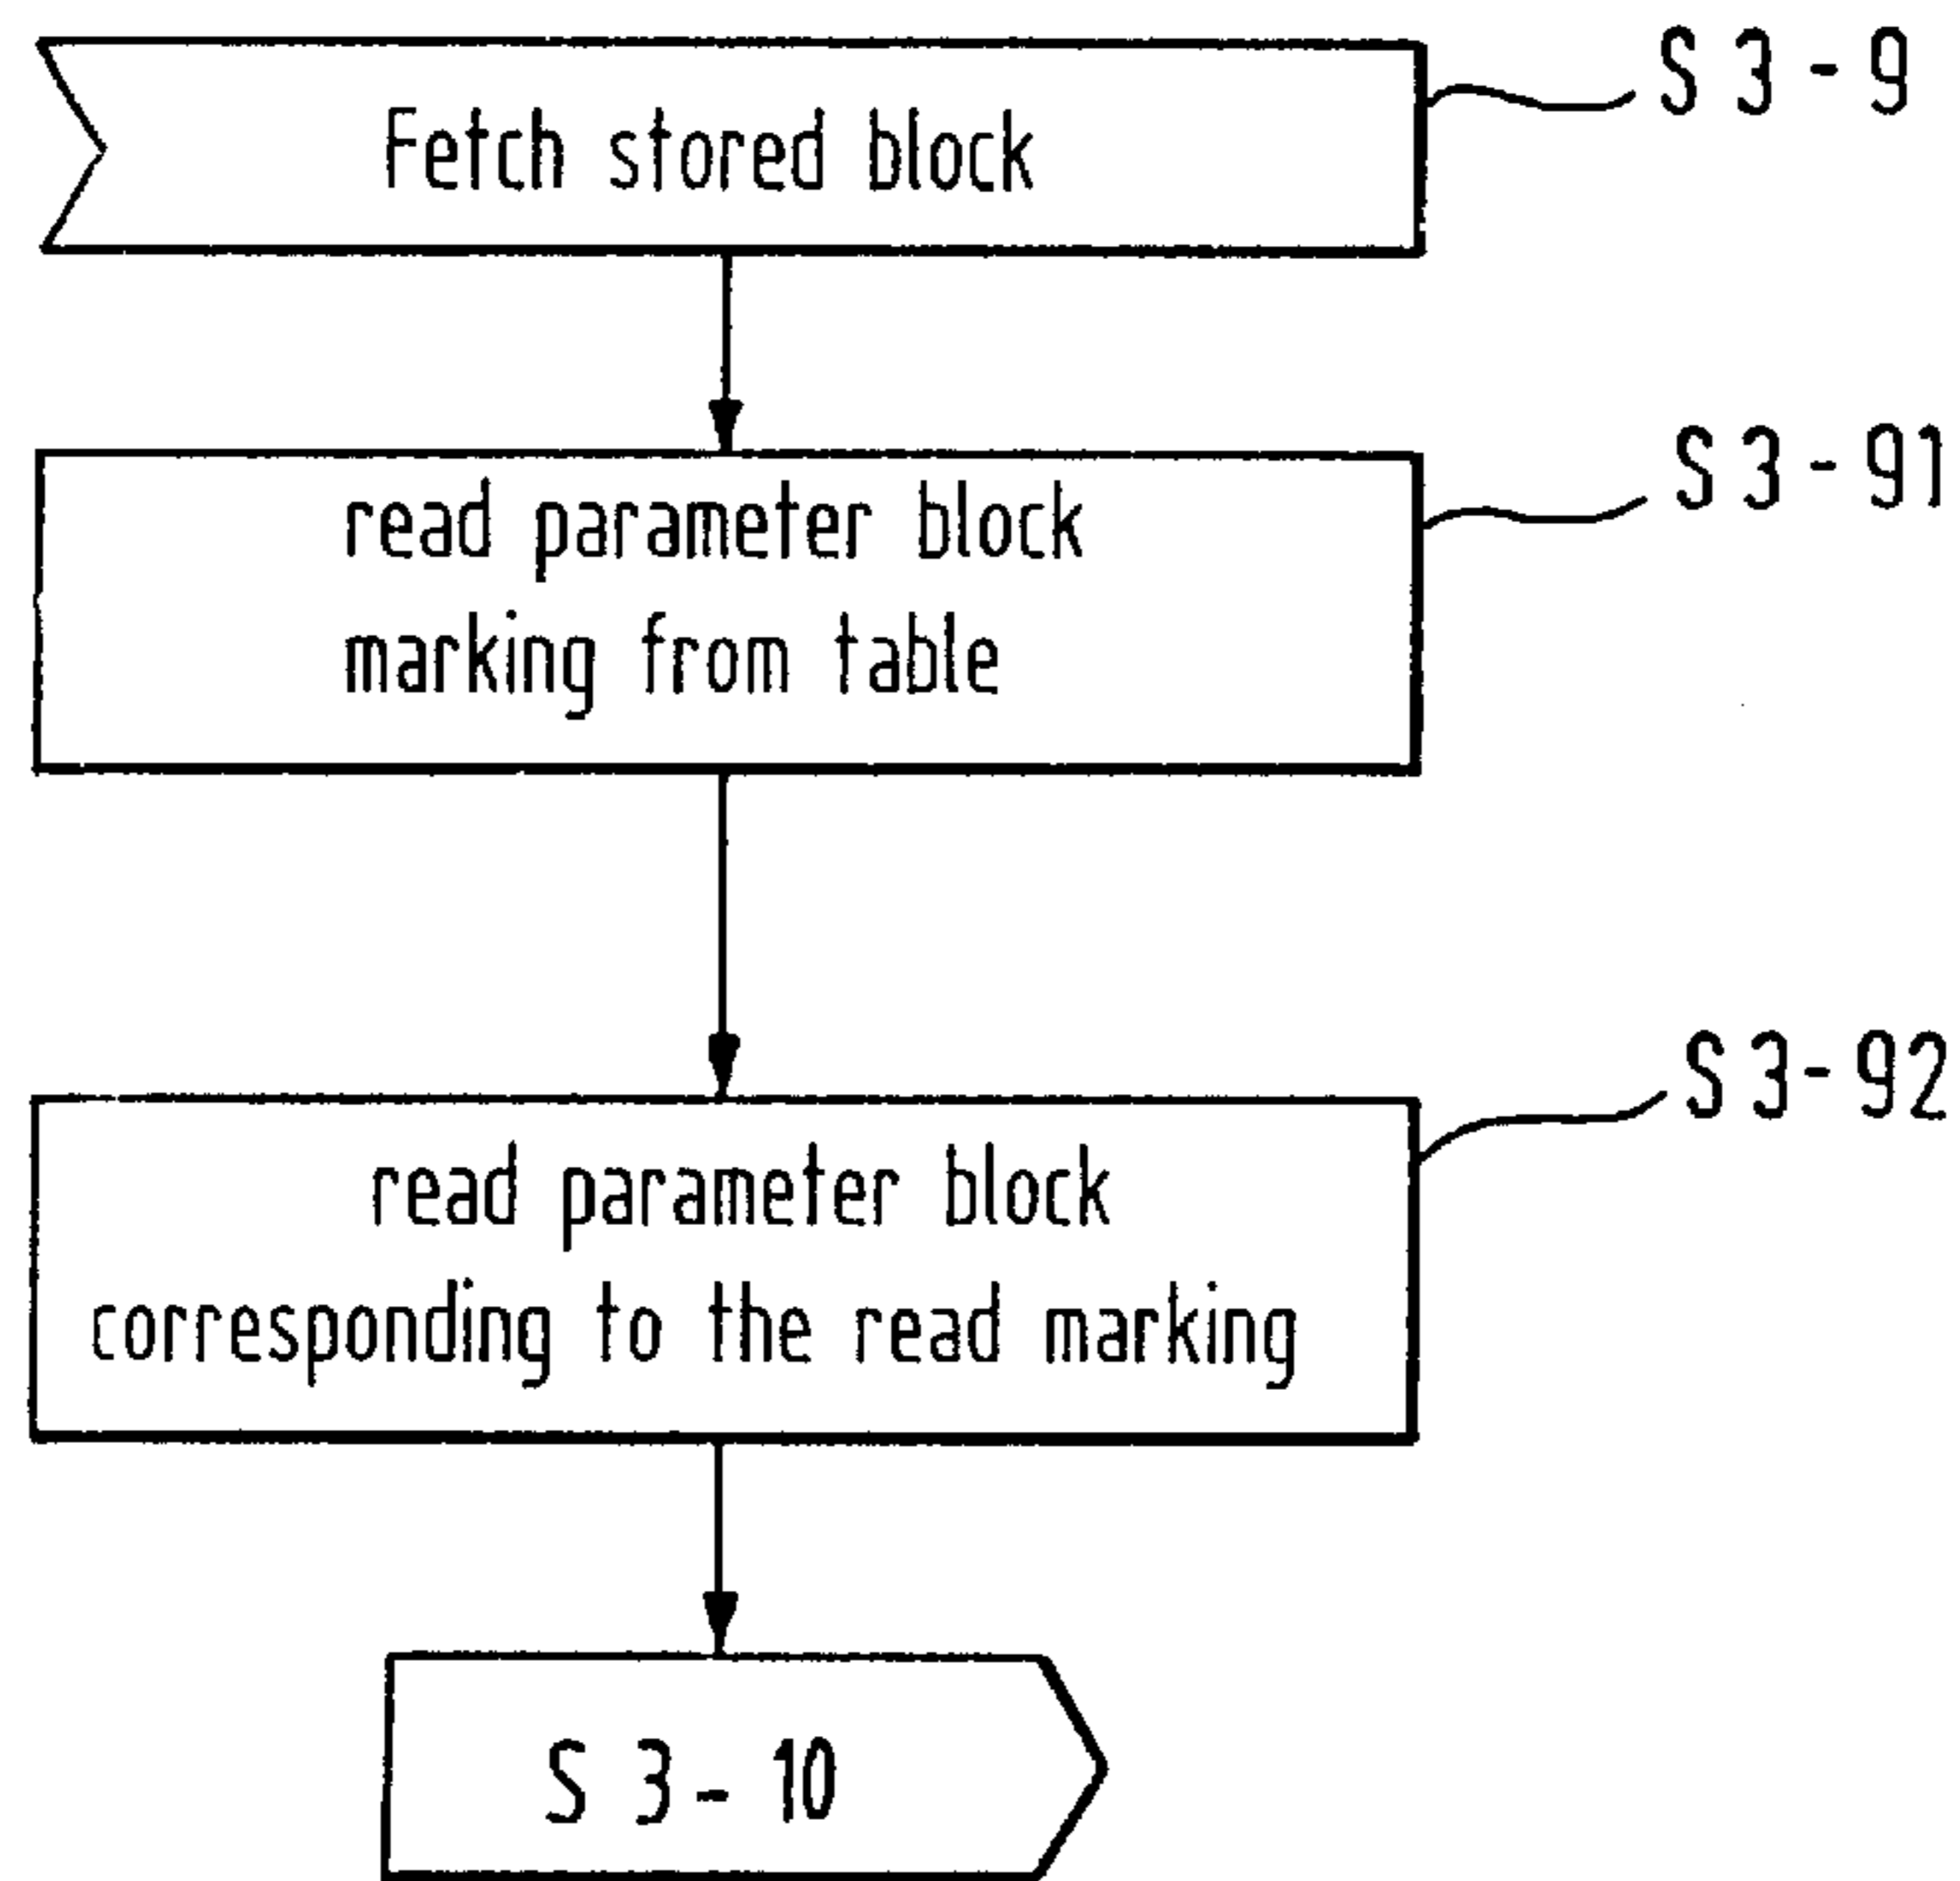 Fetch stored block
S 3 - 9
read parameter block
marking from table
S 3 - 91
read parameter block
corresponding to the read marking
S 3 - 92
S 3 - 10